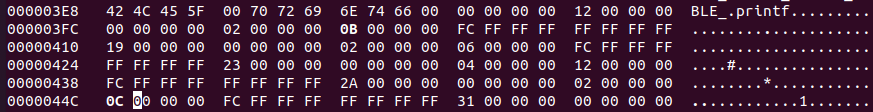 000003E8 42 4C 45 5F 00 70 72 69 6E 74 66 00 00 00 00 00 12 00 00 00 BLE_.printf.........
000003FC 00 00 00 00 02 00 00 00 0B 00 00 00 FC FF FF FF FF FF FF FF ....................
00000410 19 00 00 00 00 00 00 00 02 00 00 00 06 00 00 00 FC FF FF FF ....................
00000424 FF FF FF FF 23 00 00 00 00 00 00 00 04 00 00 00 12 00 00 00 ....#...............
00000438 FC FF FF FF FF FF FF FF 2A 00 00 00 00 00 00 00 02 00 00 00 ........*...........
0000044C 0C 00 00 00 FC FF FF FF FF FF FF FF 31 00 00 00 00 00 00 00 ............1.......